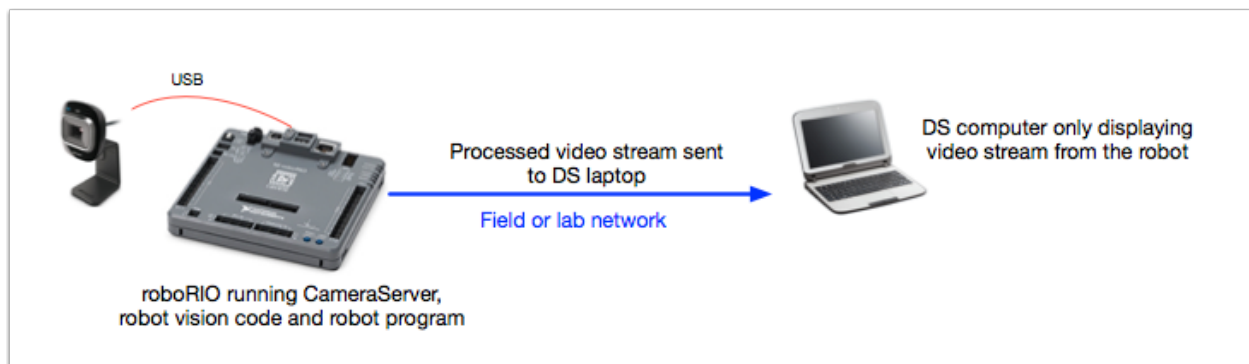 USB
Processed video stream sent
to DS laptop
Field or lab network
DS computer only displaying
video stream from the robot
roboRIO running CameraServer,
robot vision code and robot program